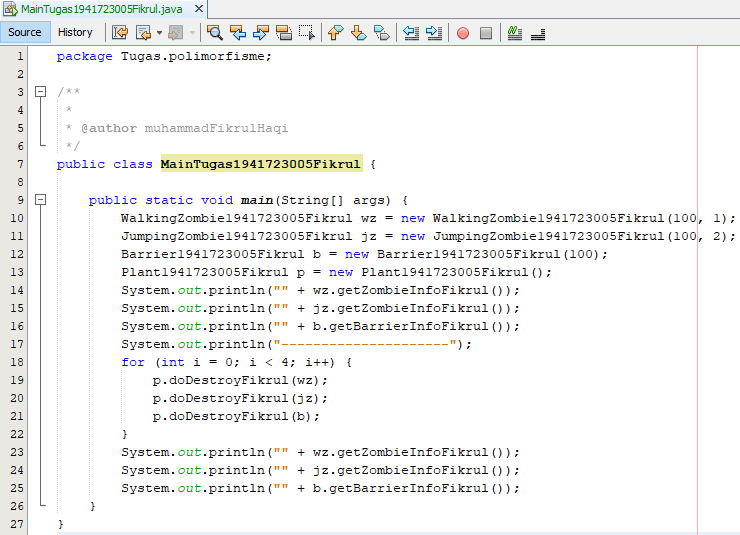 MainTugas1941723005Fikrul.java
Source History
1 package Tugas.polimorfisme;
2
3 /**
4 *
5 * @author muhammadFikrulHaqi
6 */
7 public class MainTugas1941723005Fikrul {
8
9 public static void main(String[] args) {
10 WalkingZombie1941723005Fikrul wz = new WalkingZombie1941723005Fikrul(100, 1);
11 JumpingZombie1941723005Fikrul jz = new JumpingZombie1941723005Fikrul(100, 2);
12 Barrier1941723005Fikrul b = new Barrier1941723005Fikrul(100);
13 Plant1941723005Fikrul p = new Plant1941723005Fikrul();
14 System.out.println("" + wz.getZombieInfoFikrul());
15 System.out.println("" + jz.getZombieInfoFikrul());
16 System.out.println("" + b.getBarrierInfoFikrul());
17 System.out.println("---------------------");
18 for (int i = 0; i < 4; i++) {
19 p.doDestroyFikrul(wz);
20 p.doDestroyFikrul(jz);
21 p.doDestroyFikrul(b);
22 }
23 System.out.println("" + wz.getZombieInfoFikrul());
24 System.out.println("" + jz.getZombieInfoFikrul());
25 System.out.println("" + b.getBarrierInfoFikrul());
26 }
27 }